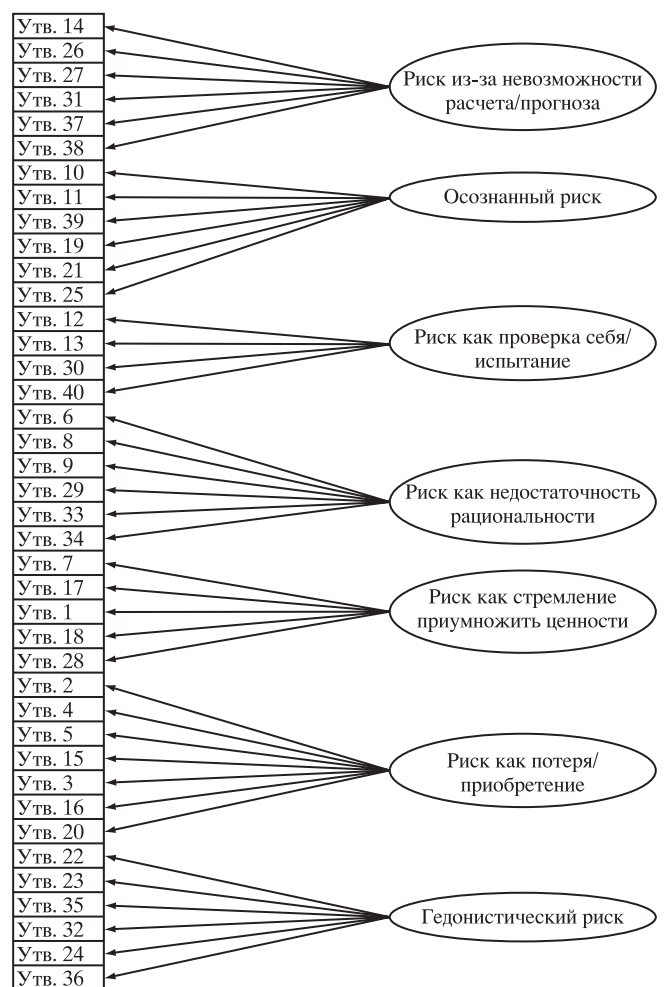 Утв. 14
Утв. 26
Утв. 27
Утв. 31
Утв. 37
Утв. 38
Утв. 10
Утв. 11
Утв. 39
Утв. 19
Утв. 21
Утв. 25
Утв. 12
Утв. 13
Утв. 30
Утв. 40
Утв. 6
Утв. 8
Утв. 9
Утв. 29
Утв. 33
Утв. 34
Утв. 7
Утв. 17
Утв. 1
Утв. 18
Утв. 28
Утв. 2
Утв. 4
Утв. 5
Утв. 15
Утв. 3
Утв. 16
Утв. 20
Утв. 22
Утв. 23
Утв. 35
Утв. 32
Утв. 24
Утв. 36
Риск из-за невозможности
расчета/прогноза
Осознанный риск
Риск как проверка себя/
испытание
Риск как недостаточность
рациональности
Риск как стремление
приумножить ценности
Риск как потеря/
приобретение
Гедонистический риск